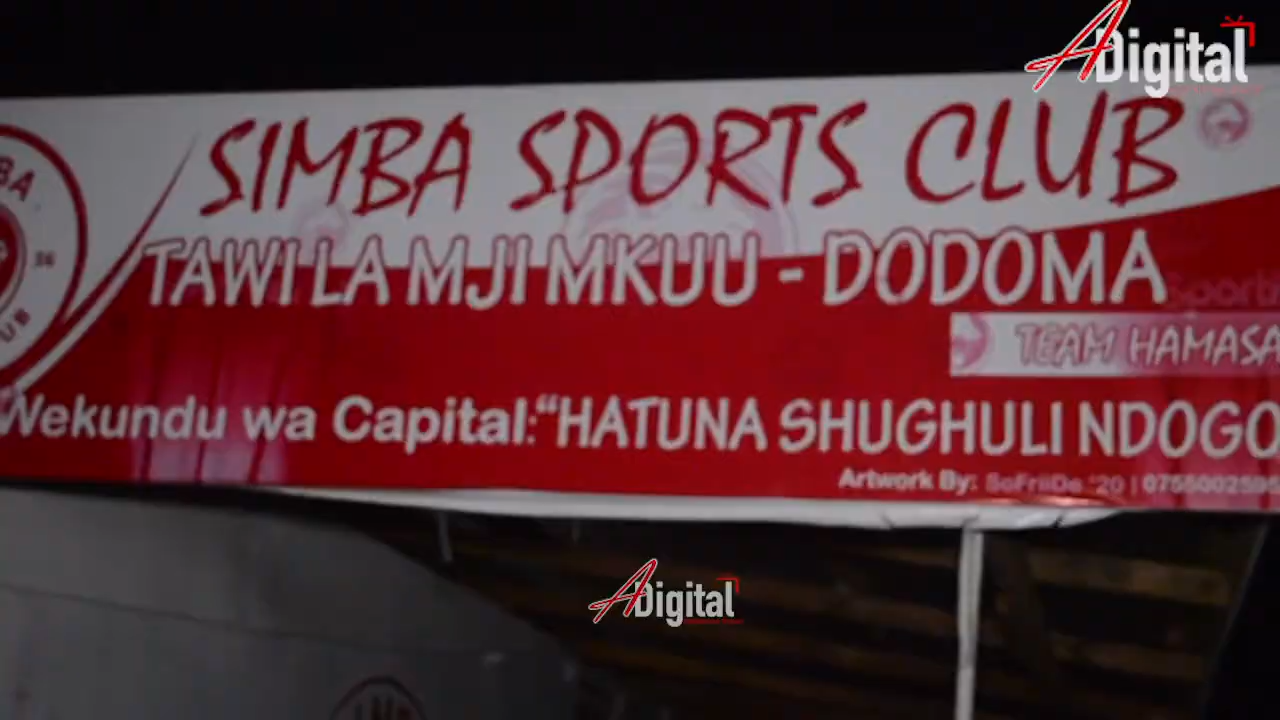 A Digital
SIMBA SPORTS CLUB
TAWI LA MJI MKUU - DODOMA
TEAM HAMASA
Wekundu wa Capital:“HATUNA SHUGHULI NDOGO
Artwork By: SoFriiDe '20 | 0755002595
A Digital